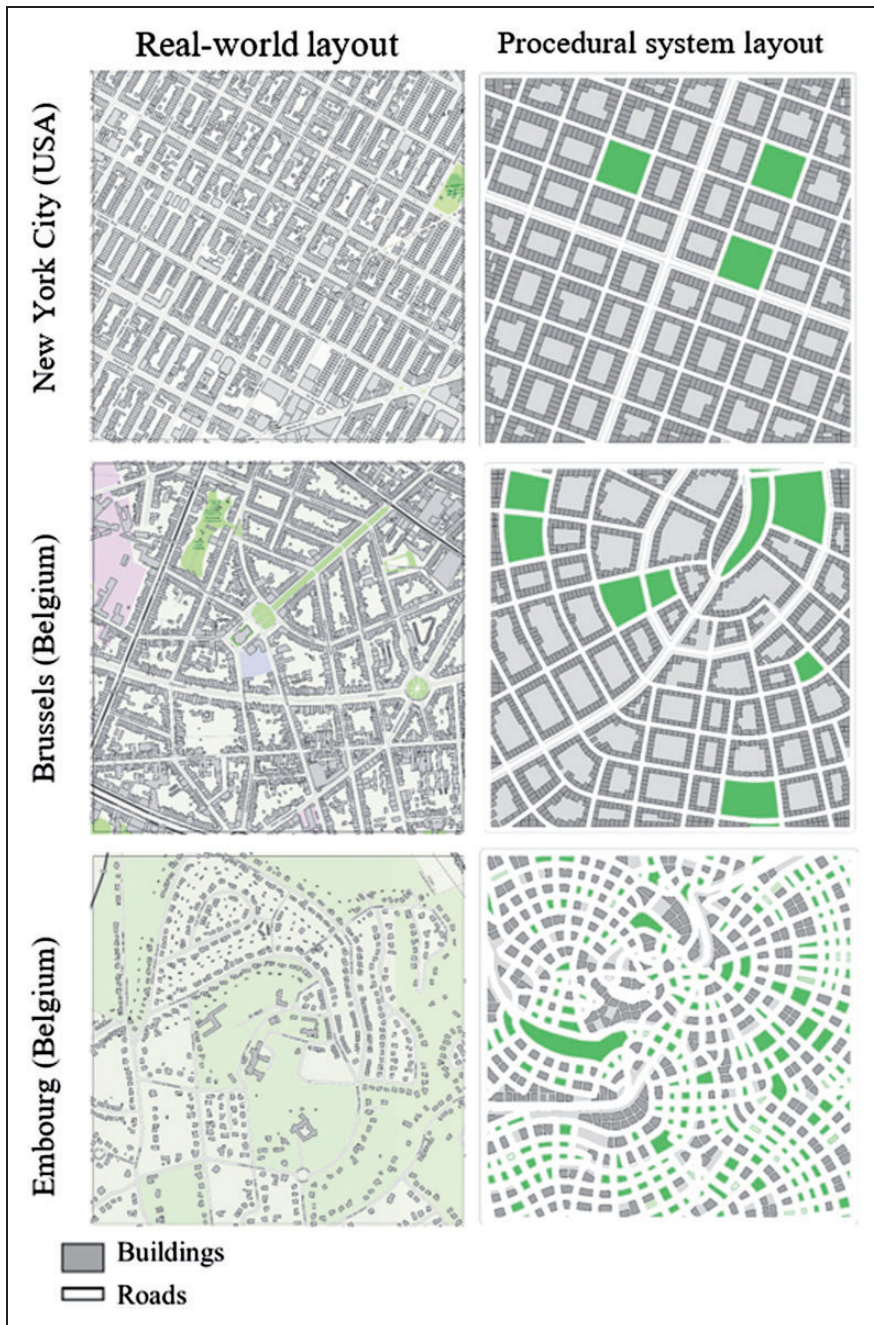 Real-world layout
Procedural system layout
New York City (USA)
Brussels (Belgium)
Embourg (Belgium)
Buildings
Roads